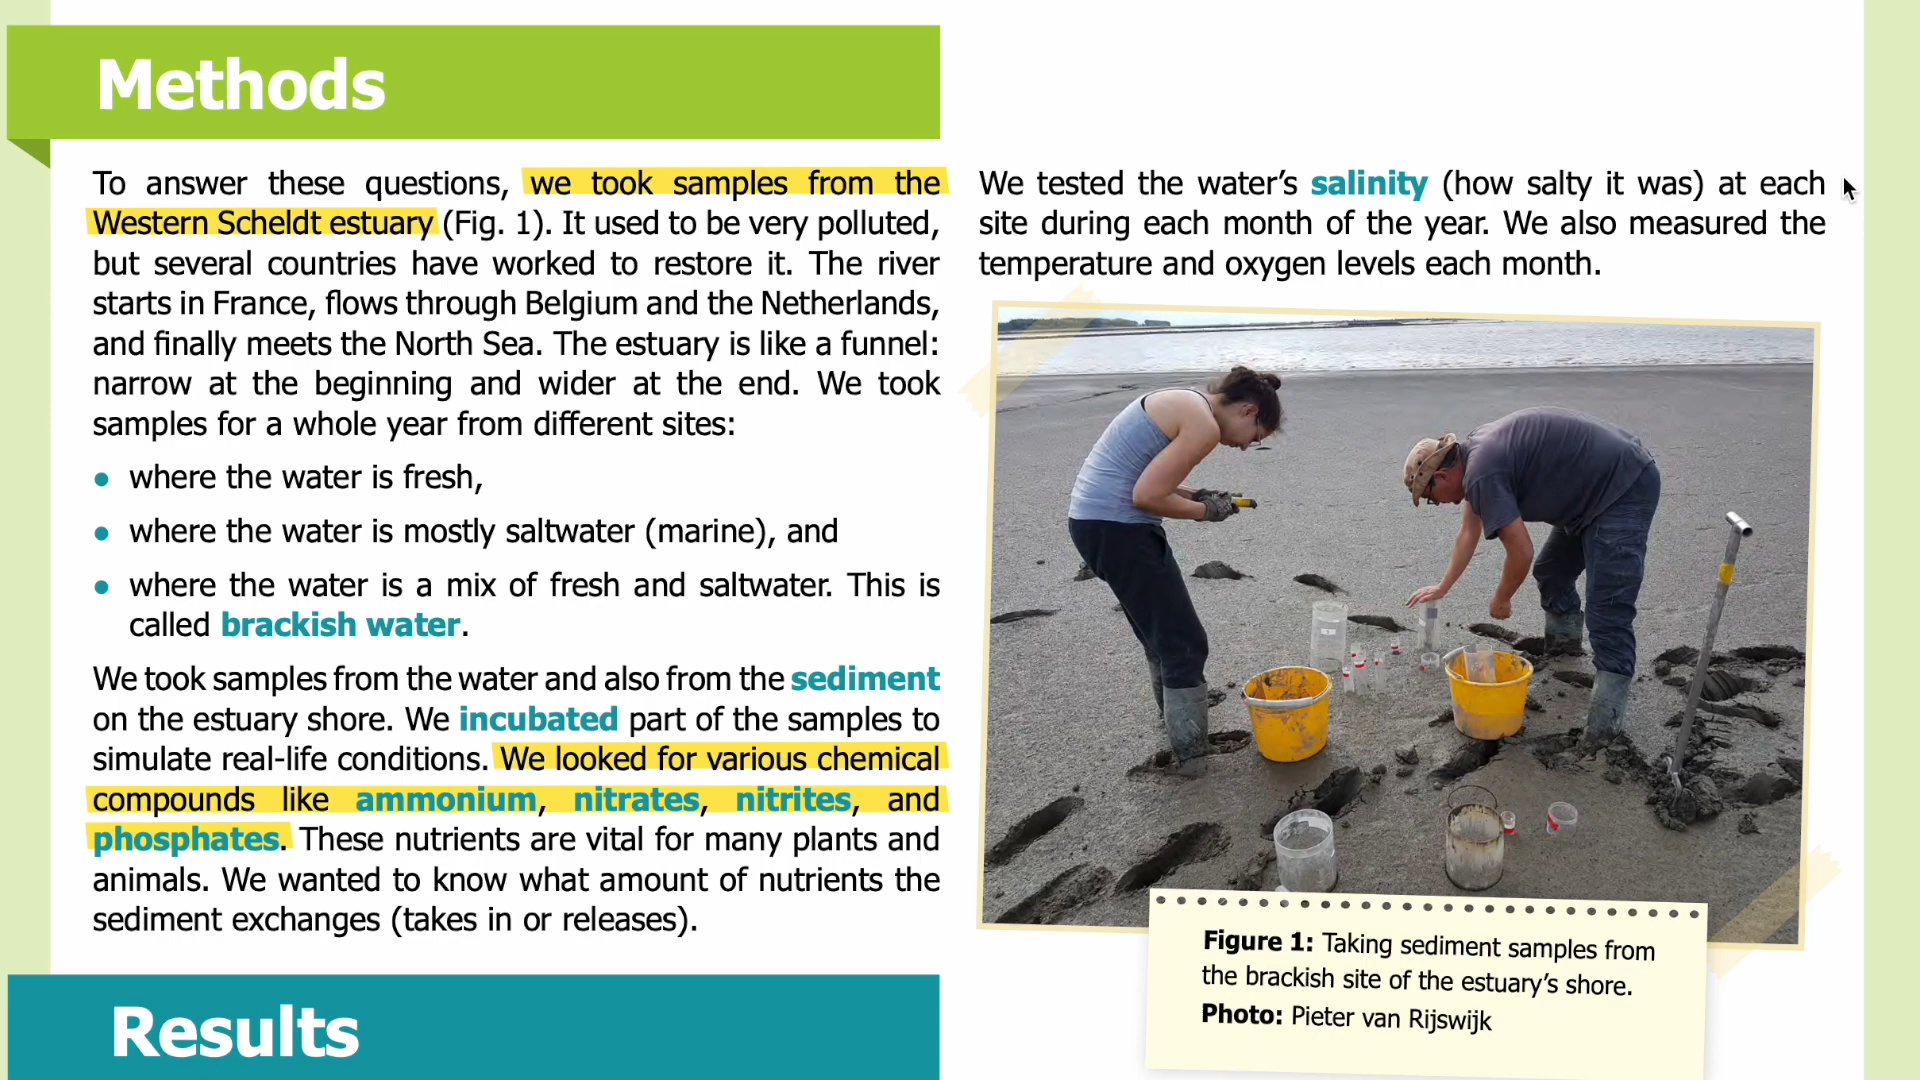 Methods
To answer these questions, we took samples from the
Western Scheldt estuary (Fig. 1). It used to be very polluted,
but several countries have worked to restore it. The river
starts in France, flows through Belgium and the Netherlands,
and finally meets the North Sea. The estuary is like a funnel:
narrow at the beginning and wider at the end. We took
samples for a whole year from different sites:
• where the water is fresh,
• where the water is mostly saltwater (marine), and
• where the water is a mix of fresh and saltwater. This is
called brackish water.
We took samples from the water and also from the sediment
on the estuary shore. We incubated part of the samples to
simulate real-life conditions. We looked for various chemical
compounds like ammonium, nitrates, nitrites, and
phosphates. These nutrients are vital for many plants and
animals. We wanted to know what amount of nutrients the
sediment exchanges (takes in or releases).
Results
We tested the water's salinity (how salty it was) at each
site during each month of the year. We also measured the
temperature and oxygen levels each month.
Figure 1: Taking sediment samples from
the brackish site of the estuary's shore.
Photo: Pieter van Rijswijk